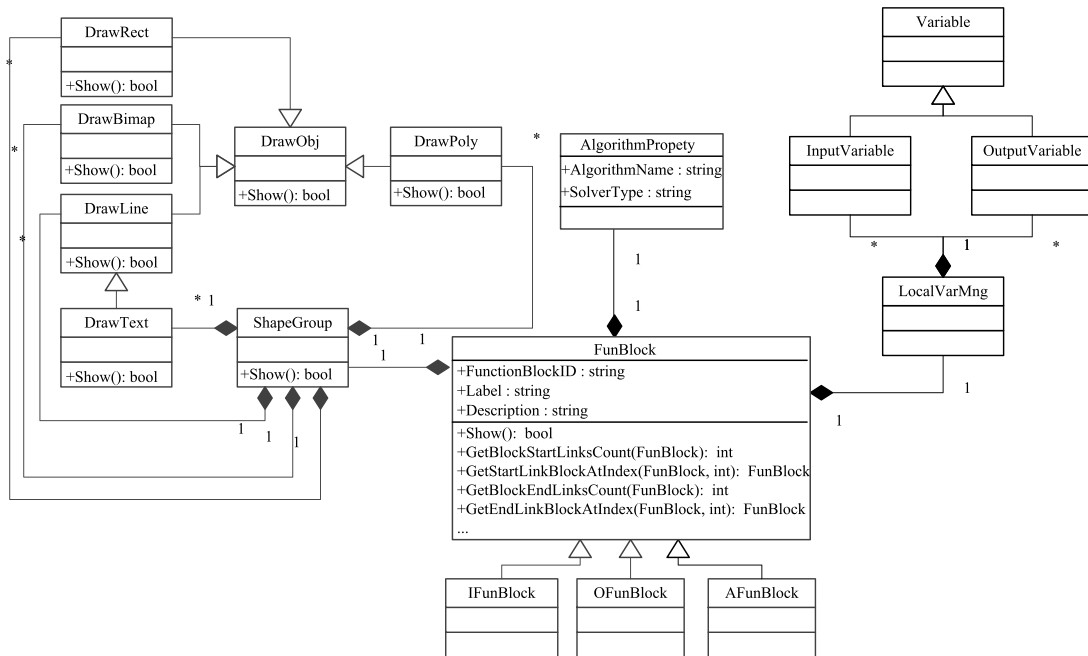 DrawRect
+Show(): bool
*
DrawBimap
+Show(): bool
*
DrawLine
+Show(): bool
*
DrawText
+Show(): bool
DrawObj
+Show(): bool
DrawPoly
+Show(): bool
*
* 1
ShapeGroup
+Show(): bool
1
1
1
1
1
1
AlgorithmPropety
+AlgorithmName : string
+SolverType : string
1
1
Variable
InputVariable
OutputVariable
*
1
*
LocalVarMng
1
1
FunBlock
+FunctionBlockID : string
+Label : string
+Description : string
+Show(): bool
+GetBlockStartLinksCount(FunBlock): int
+GetStartLinkBlockAtIndex(FunBlock, int): FunBlock
+GetBlockEndLinksCount(FunBlock): int
+GetEndLinkBlockAtIndex(FunBlock, int): FunBlock
...
IFunBlock
OFunBlock
AFunBlock